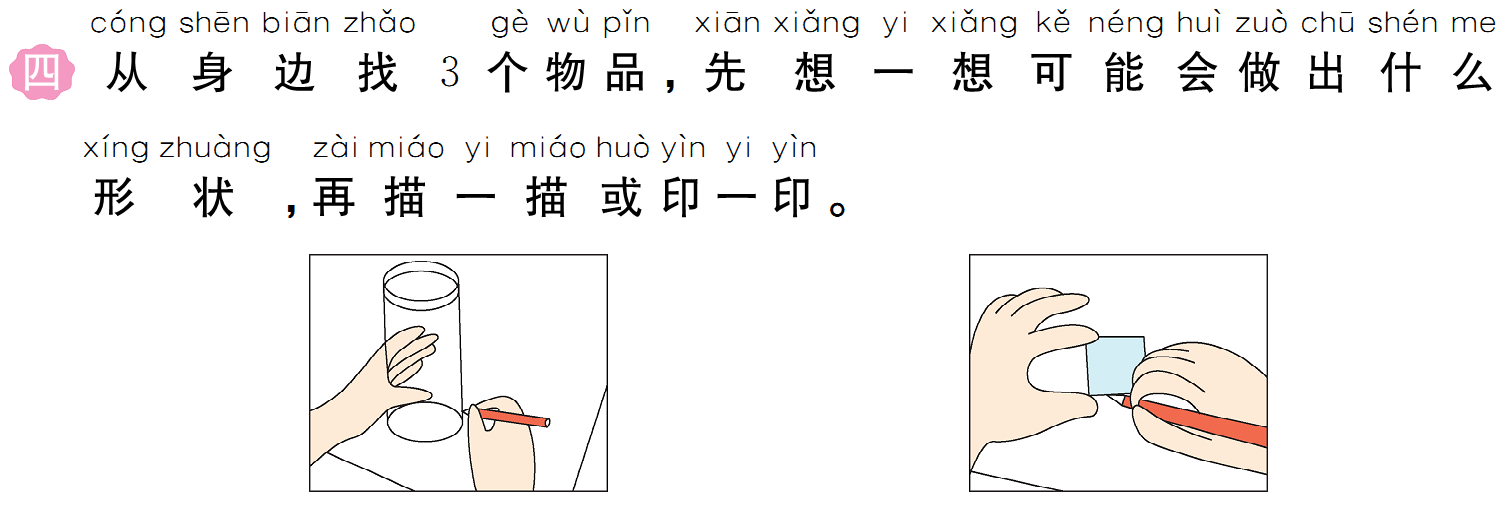 cóng shēn biān zhǎo gè wù pǐn xiān xiǎng yi xiǎng kě néng huì zuò chū shén me
四 从身边找3个物品，先想一想可能会做出什么
xíng zhuàng zài miáo yi miáo huò yìn yi yìn
形状，再描一描或印一印。